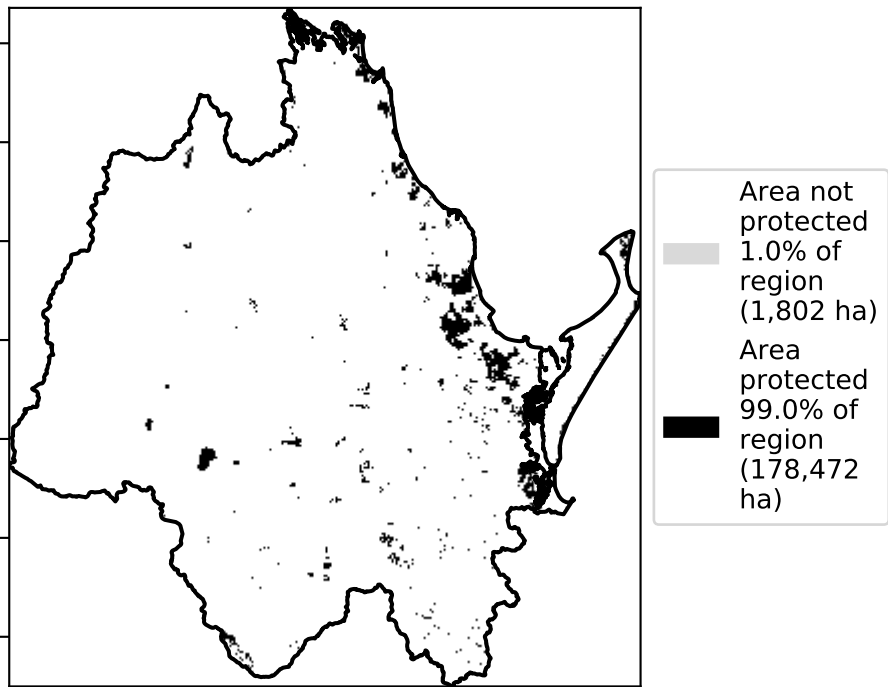 Area not
protected
1.0% of
region
(1,802 ha)
Area
protected
99.0% of
region
(178,472
ha)